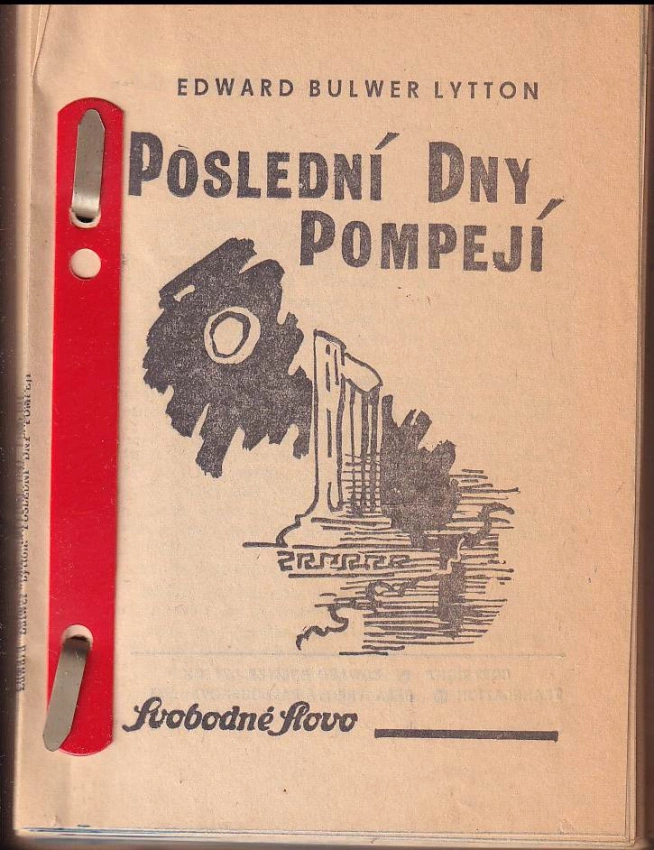 EDWARD BULWER LYTTON
POSLEDNÍ DNY
POMPEJÍ
Svobodné slovo